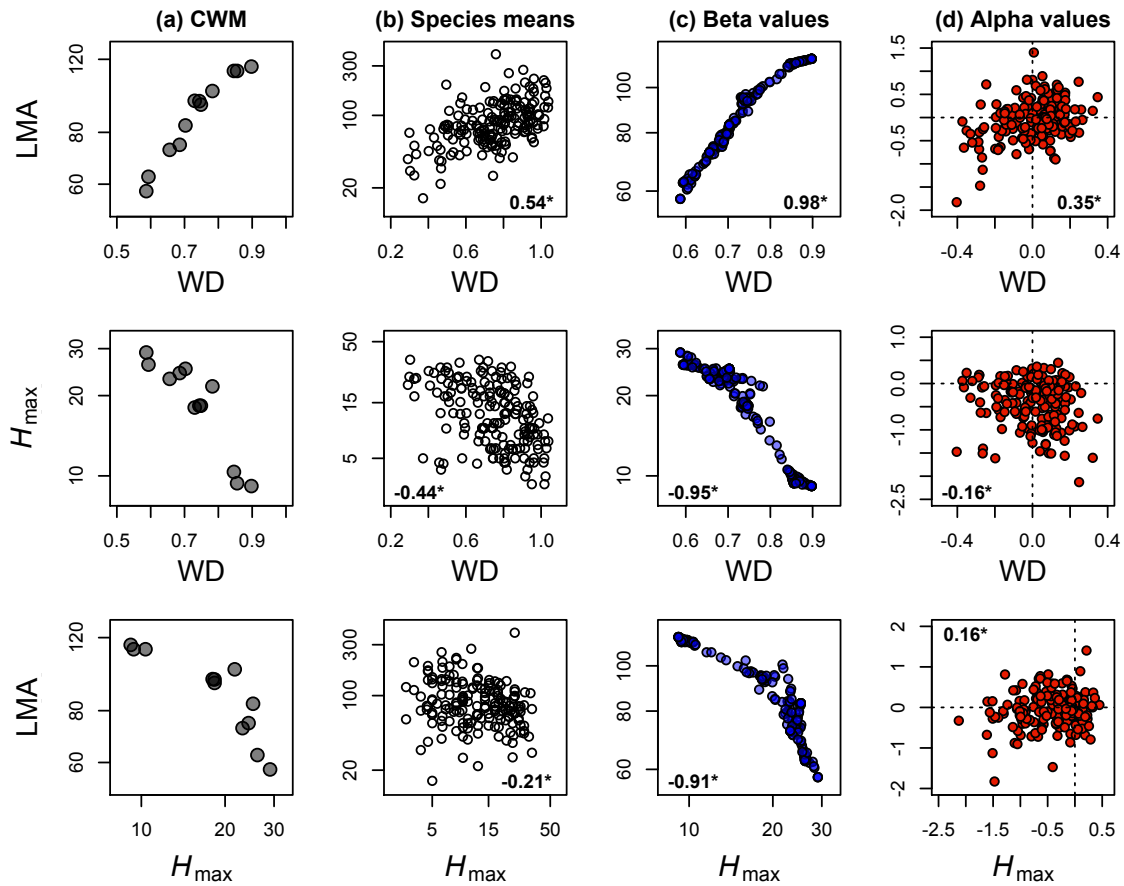 (a) CWM (b) Species means (c) Beta values (d) Alpha values
LMA
60 80 120
0.5 0.7 0.9
WD
20 100 300
0.54*
0.2 0.6 1.0
WD
60 80 100
0.98*
0.6 0.7 0.8 0.9
WD
-2.0 -0.5 0.5 1.5
0.35*
-0.4 0.0 0.4
WD
Hmax
10 20 30
0.5 0.7 0.9
WD
5 15 50
-0.44*
0.2 0.6 1.0
WD
10 20 30
-0.95*
0.6 0.7 0.8 0.9
WD
-2.5 -1.0 0.0 1.0
-0.16*
-0.4 0.0 0.4
WD
LMA
60 80 120
10 20 30
Hmax
20 100 300
-0.21*
5 15 50
Hmax
60 80 100
-0.91*
10 20 30
Hmax
-2 -1 0 1 2
0.16*
-2.5 -1.5 -0.5 0.5
Hmax